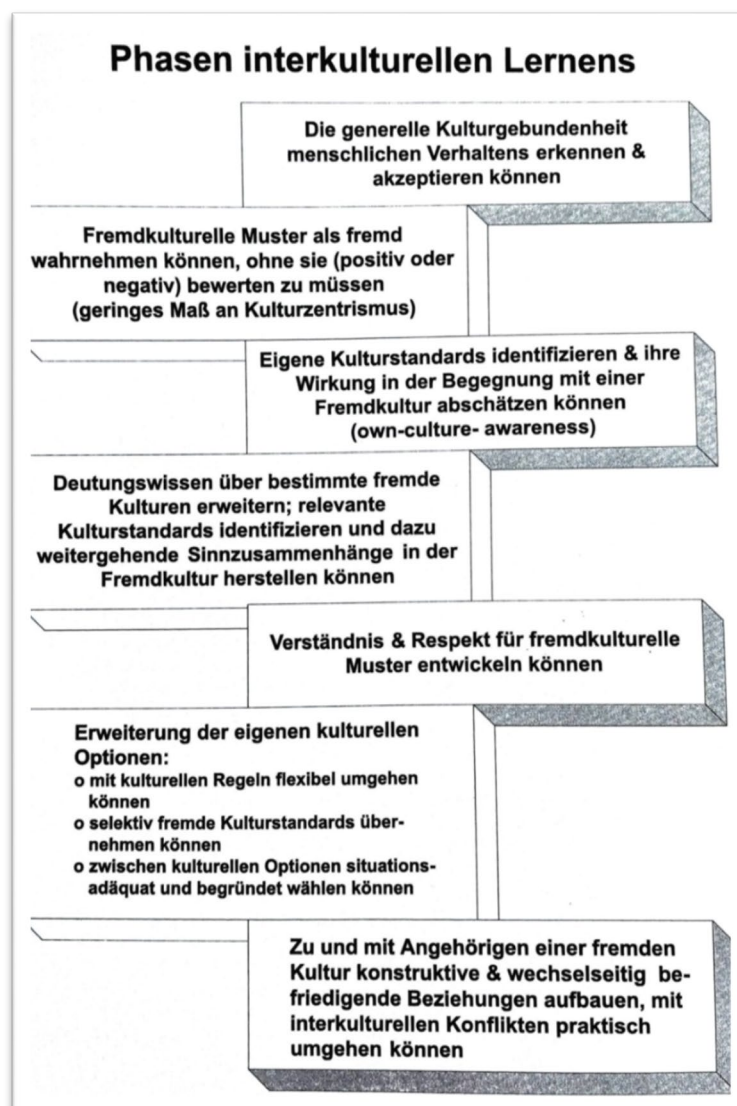 Phasen interkulturellen Lernens
Die generelle Kulturgebundenheit
menschlichen Verhaltens erkennen &
akzeptieren können
Fremdkulturelle Muster als fremd
wahrnehmen können, ohne sie (positiv oder
negativ) bewerten zu müssen
(geringes Maß an Kulturzentrismus)
Eigene Kulturstandards identifizieren & ihre
Wirkung in der Begegnung mit einer
Fremdkultur abschätzen können
(own-culture- awareness)
Deutungswissen über bestimmte fremde
Kulturen erweitern; relevante
Kulturstandards identifizieren und dazu
weitergehende Sinnzusammenhänge in der
Fremdkultur herstellen können
Verständnis & Respekt für fremdkulturelle
Muster entwickeln können
Erweiterung der eigenen kulturellen
Optionen:
o mit kulturellen Regeln flexibel umgehen
können
o selektiv fremde Kulturstandards über-
nehmen können
o zwischen kulturellen Optionen situations-
adäquat und begründet wählen können
Zu und mit Angehörigen einer fremden
Kultur konstruktive & wechselseitig be-
friedigende Beziehungen aufbauen, mit
interkulturellen Konflikten praktisch
umgehen können